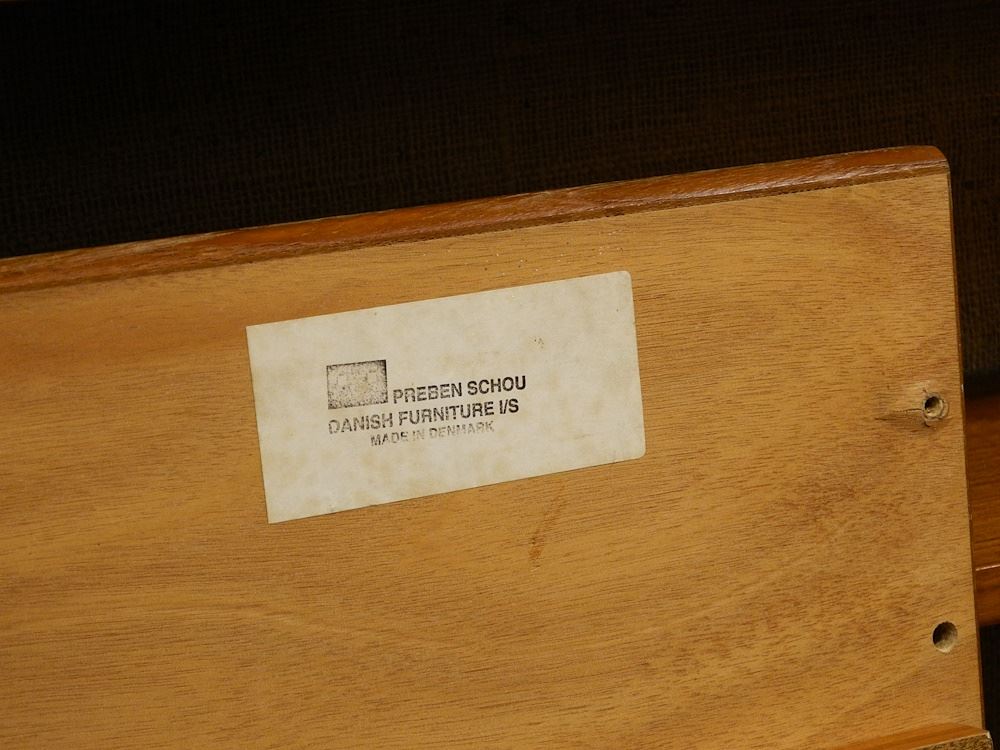 PREBEN SCHOU
DANISH FURNITURE I/S
MADE IN DENMARK